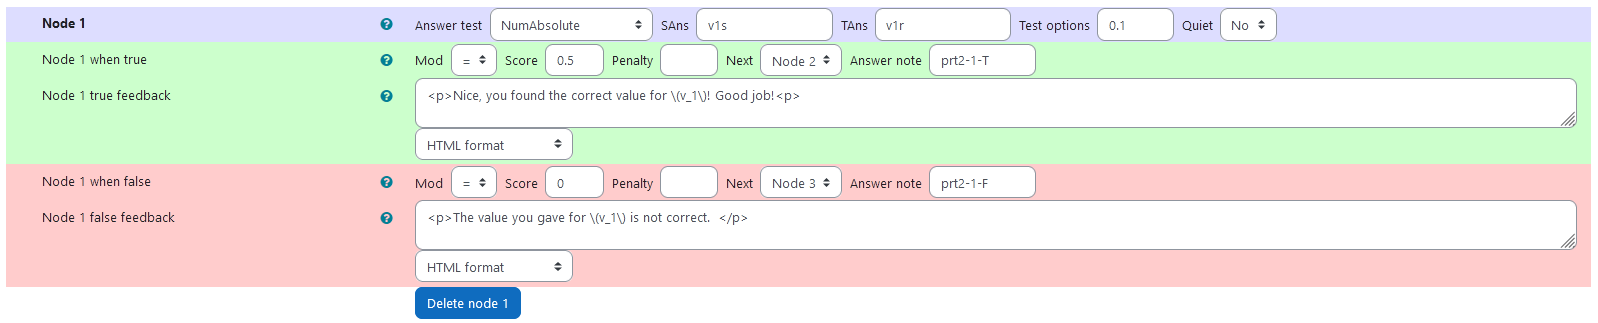 Node 1 Answer test NumAbsolute SAns v1s TAns v1r Test options 0.1 Quiet No
Node 1 when true Mod = Score 0.5 Penalty Next Node 2 Answer note prt2-1-T
Node 1 true feedback <p>Nice, you found the correct value for \(v_1\)! Good job!<p>
HTML format
Node 1 when false Mod = Score 0 Penalty Next Node 3 Answer note prt2-1-F
Node 1 false feedback <p>The value you gave for \(v_1\) is not correct.  </p>
HTML format
Delete node 1